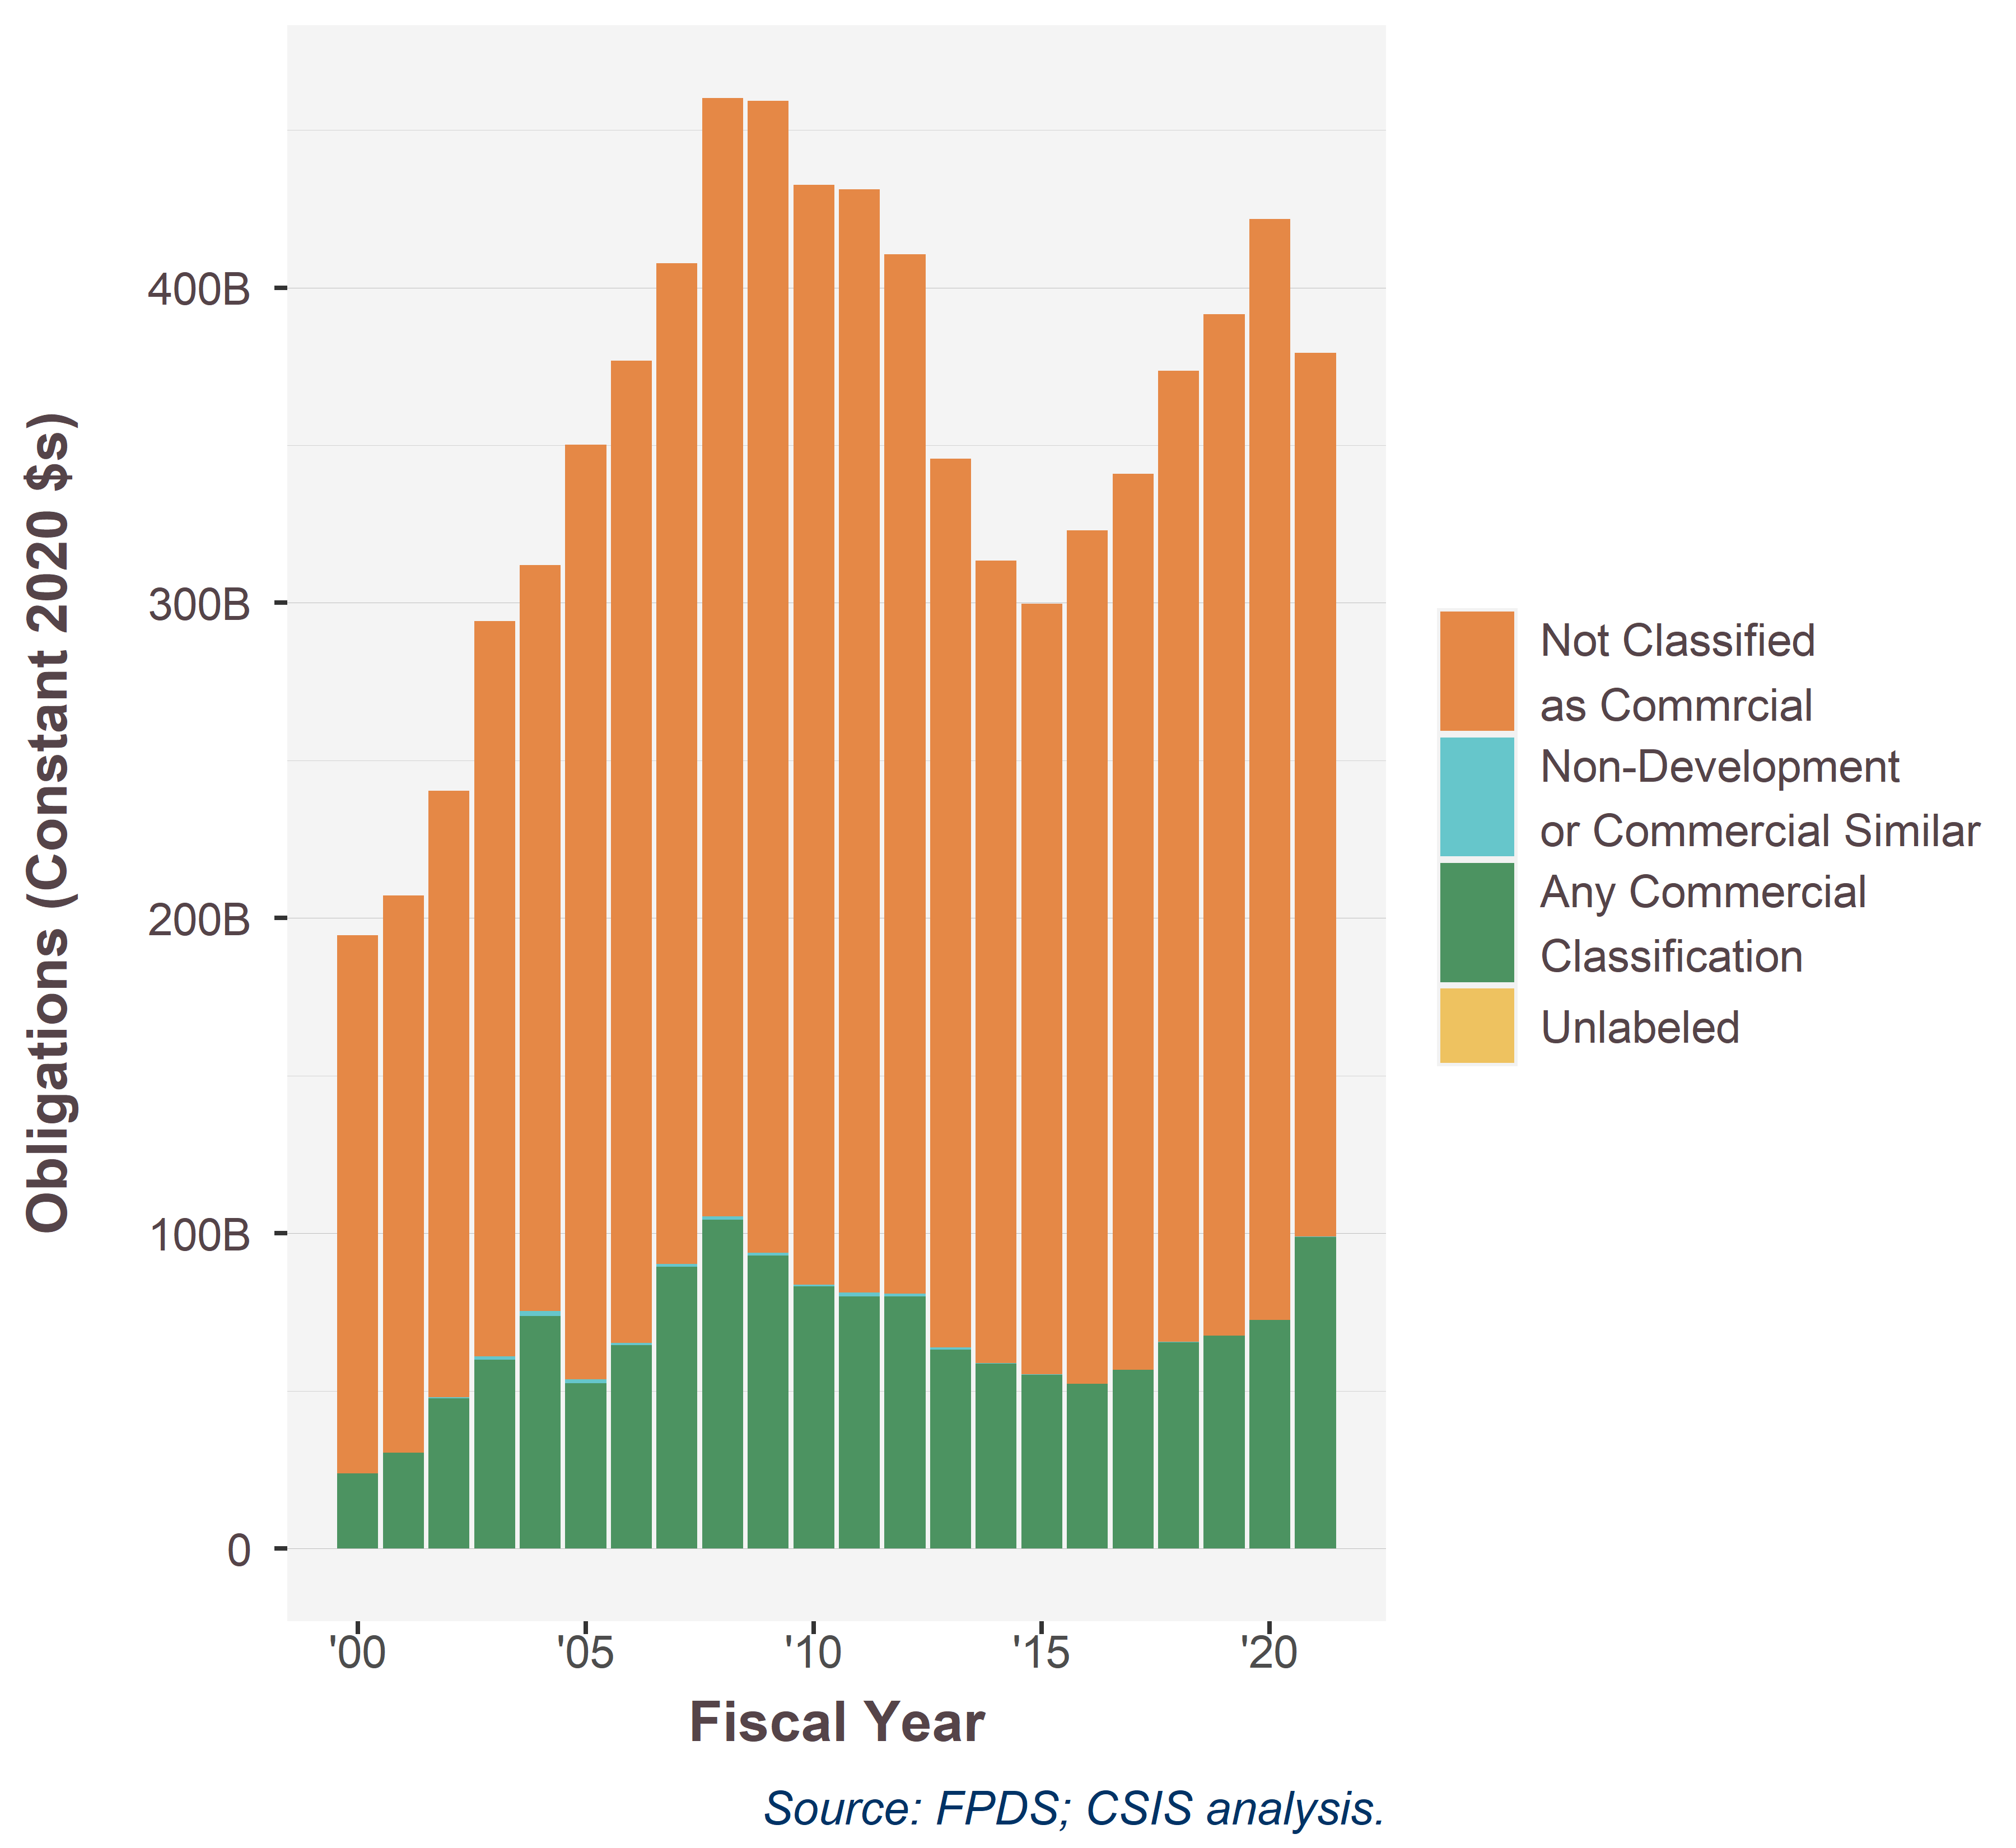 Obligations (Constant 2020 $s)
400B
300B
200B
100B
0
'00
'05
'10
'15
'20
Fiscal Year
Not Classified
as Commrcial
Non-Development
or Commercial Similar
Any Commercial
Classification
Unlabeled
Source: FPDS; CSIS analysis.